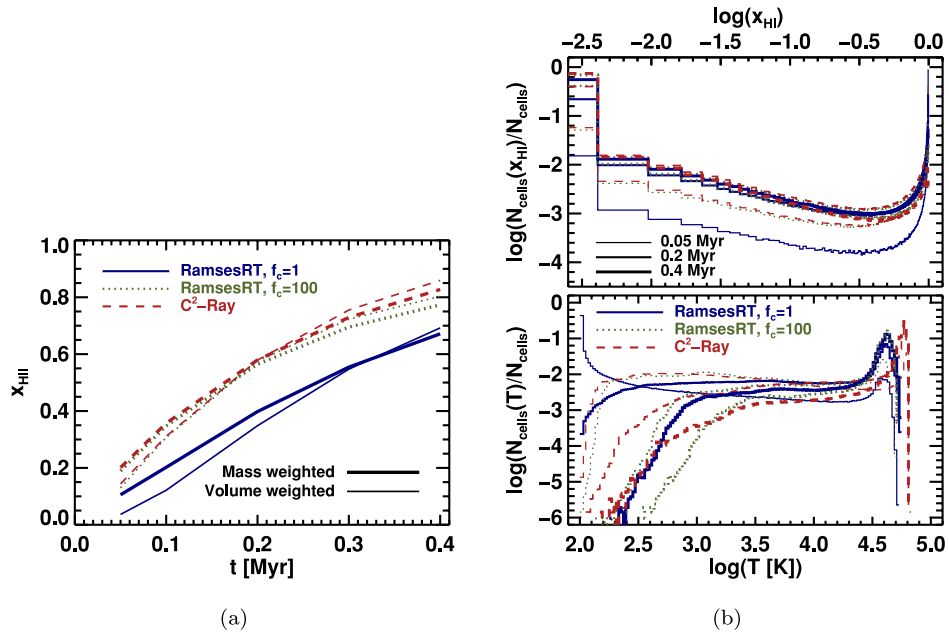 log(x_HI)
−2.5 −2.0 −1.5 −1.0 −0.5 0.0
log(N_cells(x_HI)/N_cells)
0
−1
−2
−3
−4
0.05 Myr
0.2 Myr
0.4 Myr
x_HII
1.0
0.8
0.6
0.4
0.2
0.0
RamsesRT, f_c=1
RamsesRT, f_c=100
C²−Ray
Mass weighted
Volume weighted
0.0 0.1 0.2 0.3 0.4
t [Myr]
log(N_cells(T)/N_cells)
0
−1
−2
−3
−4
−5
−6
RamsesRT, f_c=1
RamsesRT, f_c=100
C²−Ray
2.0 2.5 3.0 3.5 4.0 4.5 5.0
log(T [K])
(a)
(b)